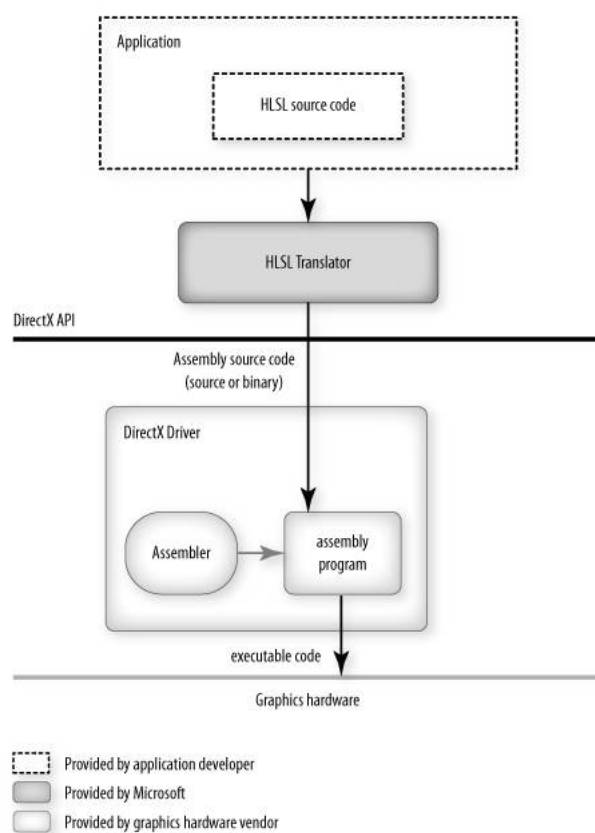 Application
HLSL source code
HLSL Translator
DirectX API
Assembly source code
(source or binary)
DirectX Driver
Assembler
assembly
program
executable code
Graphics hardware
Provided by application developer
Provided by Microsoft
Provided by graphics hardware vendor